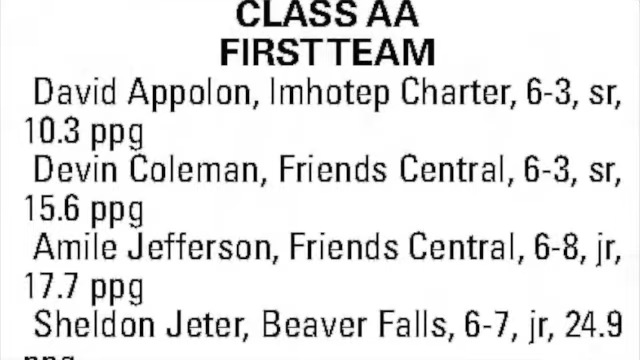 CLASS AA
FIRST TEAM
David Appolon, Imhotep Charter, 6-3, sr,
10.3 ppg
Devin Coleman, Friends Central, 6-3, sr,
15.6 ppg
Amile Jefferson, Friends Central, 6-8, jr,
17.7 ppg
Sheldon Jeter, Beaver Falls, 6-7, jr, 24.9
ppg